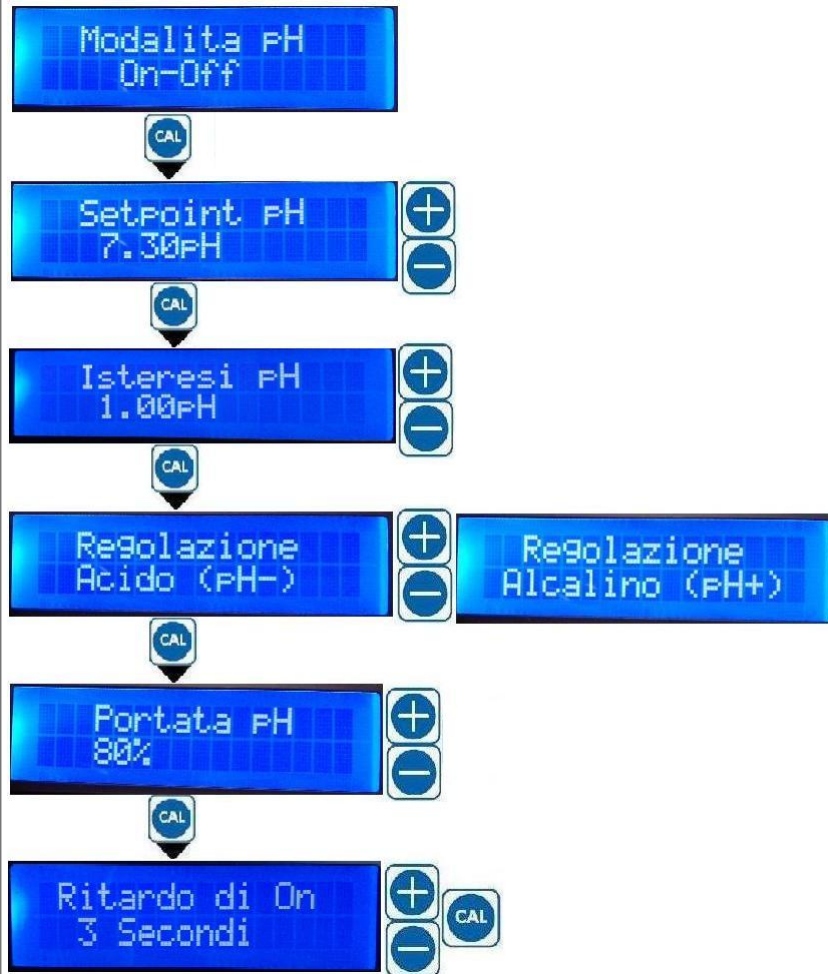 Modalita pH
On-Off
CAL
Setpoint pH
7.30pH
CAL
Isteresi pH
1.00pH
CAL
Regolazione
Acido (pH-)
Regolazione
Alcalino (pH+)
CAL
Portata pH
80%
CAL
Ritardo di On
3 Secondi
CAL